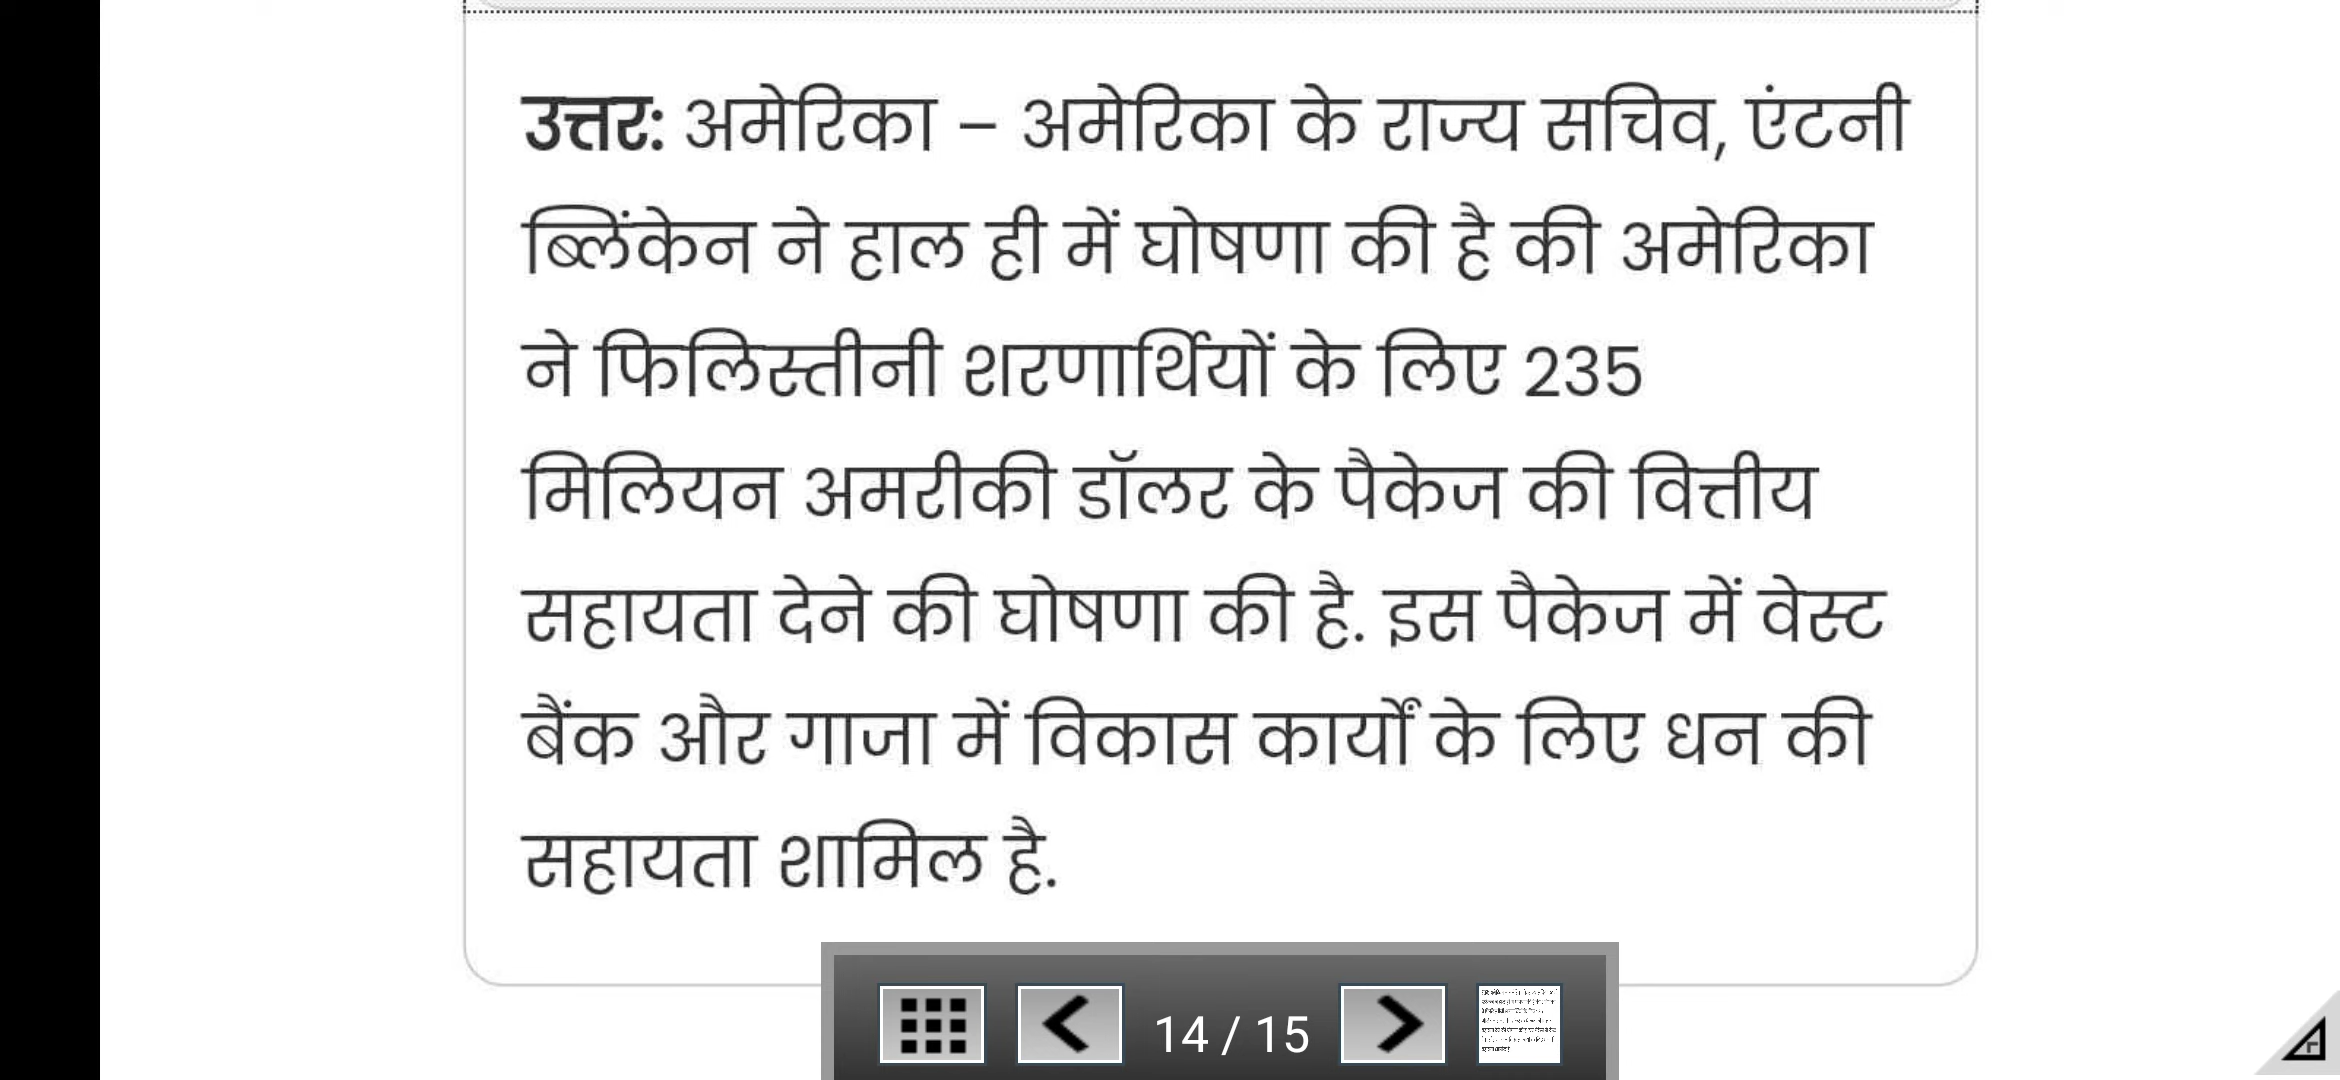 उत्तर: अमेरिका – अमेरिका के राज्य सचिव, एंटनी
ब्लिंकेन ने हाल ही में घोषणा की है की अमेरिका
ने फिलिस्तीनी शरणार्थियों के लिए 235
मिलियन अमरीकी डॉलर के पैकेज की वित्तीय
सहायता देने की घोषणा की है. इस पैकेज में वेस्ट
बैंक और गाजा में विकास कार्यों के लिए धन की
सहायता शामिल है.
14 / 15